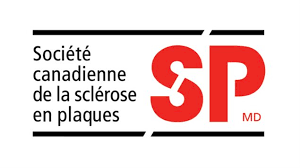 Société
canadienne
de la sclérose
en plaques
SP
MD